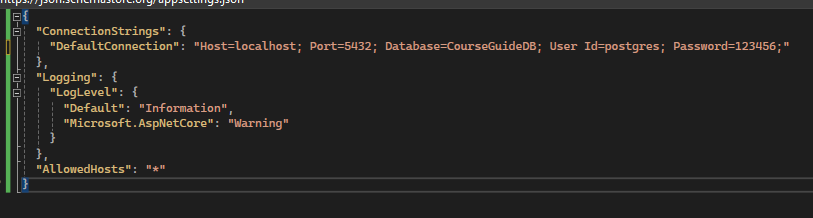 https://json.schemastore.org/appsettings.json
{
"ConnectionStrings": {
"DefaultConnection": "Host=localhost; Port=5432; Database=CourseGuideDB; User Id=postgres; Password=123456;"
},
"Logging": {
"LogLevel": {
"Default": "Information",
"Microsoft.AspNetCore": "Warning"
}
},
"AllowedHosts": "*"
}